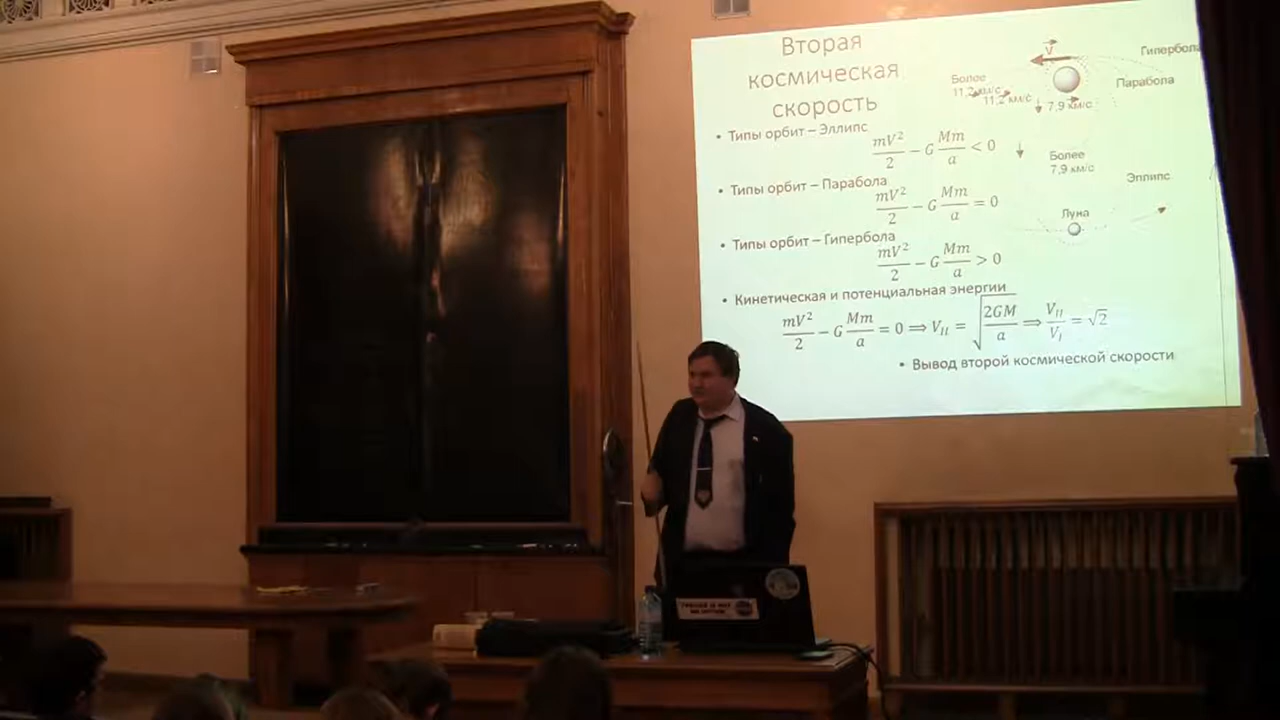 Вторая
космическая
скорость
• Типы орбит – Эллипс
mV²/2 − G Mm/a < 0
• Типы орбит – Парабола
mV²/2 − G Mm/a = 0
• Типы орбит – Гипербола
mV²/2 − G Mm/a > 0
• Кинетическая и потенциальная энергии
mV²/2 − G Mm/a = 0 ⇒ V_II = √(2GM/a) ⇒ V_II/V_I = √2
• Вывод второй космической скорости
V
Гипербола
Парабола
Более
11,2 км/с
11,2 км/с
7,9 км/с
Более
7,9 км/с
Эллипс
Луна